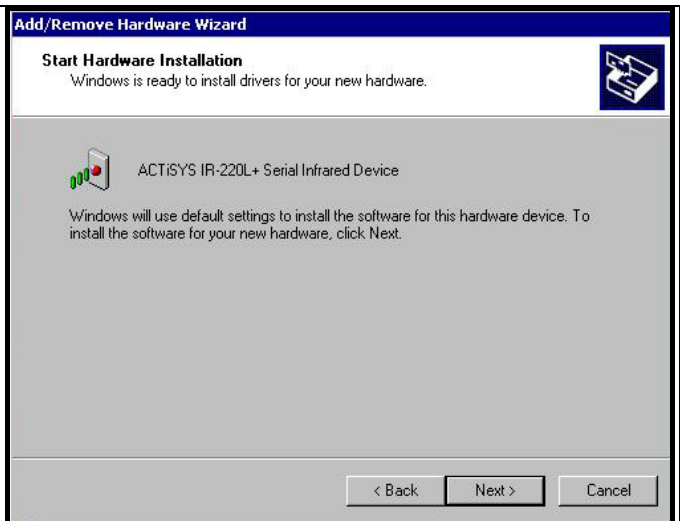 Add/Remove Hardware Wizard
Start Hardware Installation
Windows is ready to install drivers for your new hardware.
ACTiSYS IR-220L+ Serial Infrared Device
Windows will use default settings to install the software for this hardware device. To
install the software for your new hardware, click Next.
< Back
Next >
Cancel